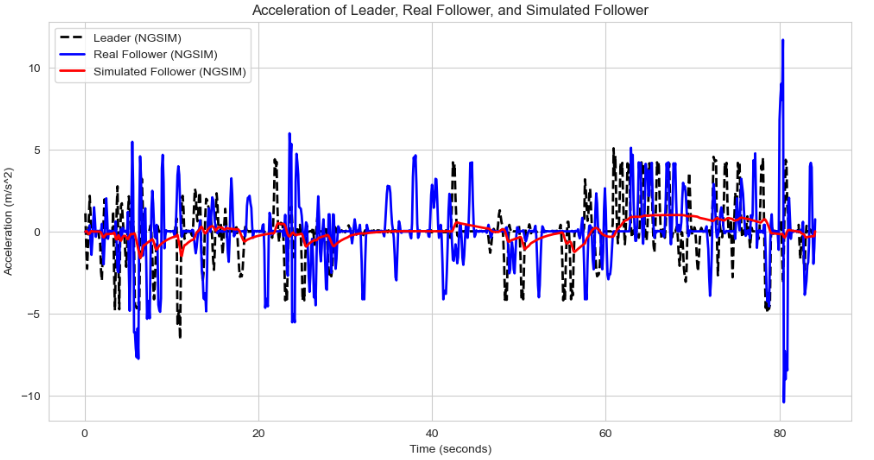 Acceleration of Leader, Real Follower, and Simulated Follower
Leader (NGSIM)
Real Follower (NGSIM)
Simulated Follower (NGSIM)
Acceleration (m/s^2)
10
5
0
−5
−10
0 20 40 60 80
Time (seconds)